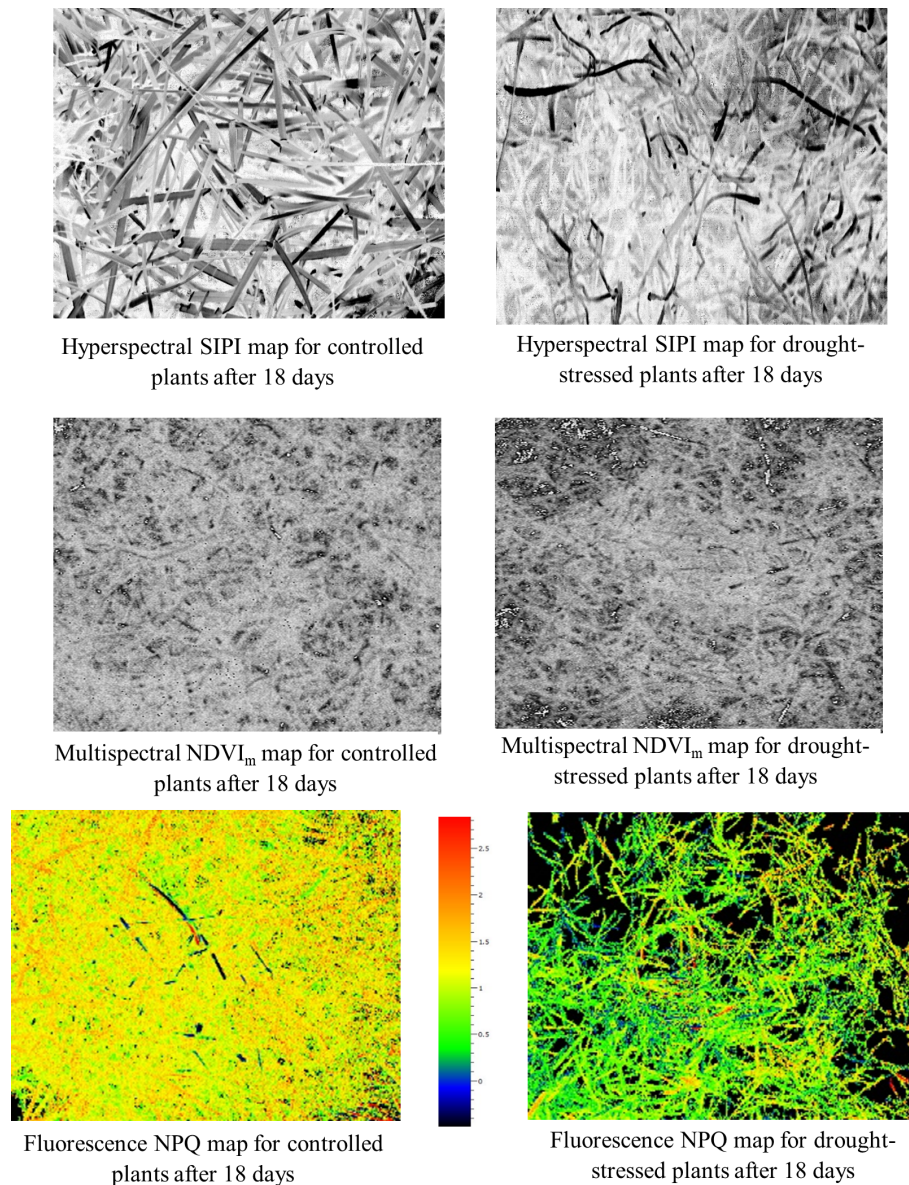 Hyperspectral SIPI map for controlled
plants after 18 days
Hyperspectral SIPI map for drought-
stressed plants after 18 days
Multispectral NDVIm map for controlled
plants after 18 days
Multispectral NDVIm map for drought-
stressed plants after 18 days
2.5
2
1.5
1
0.5
0
Fluorescence NPQ map for controlled
plants after 18 days
Fluorescence NPQ map for drought-
stressed plants after 18 days